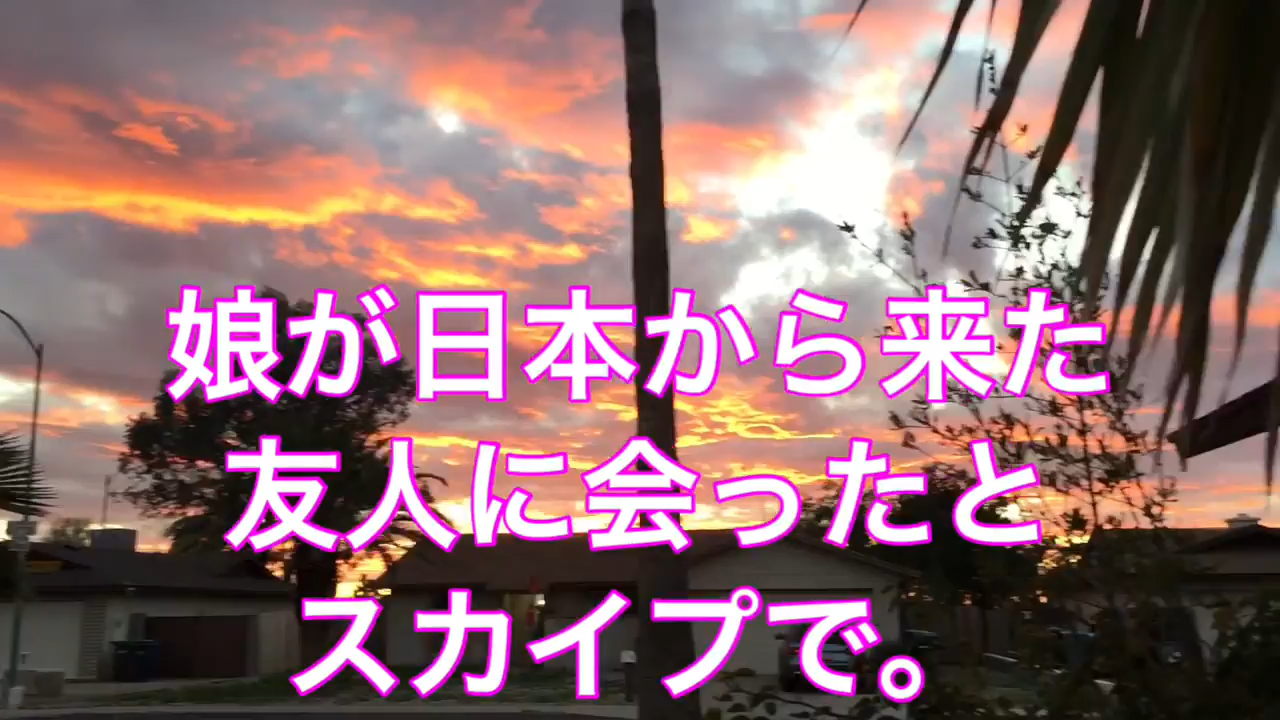 娘が日本から来た
友人に会ったと
スカイプで。